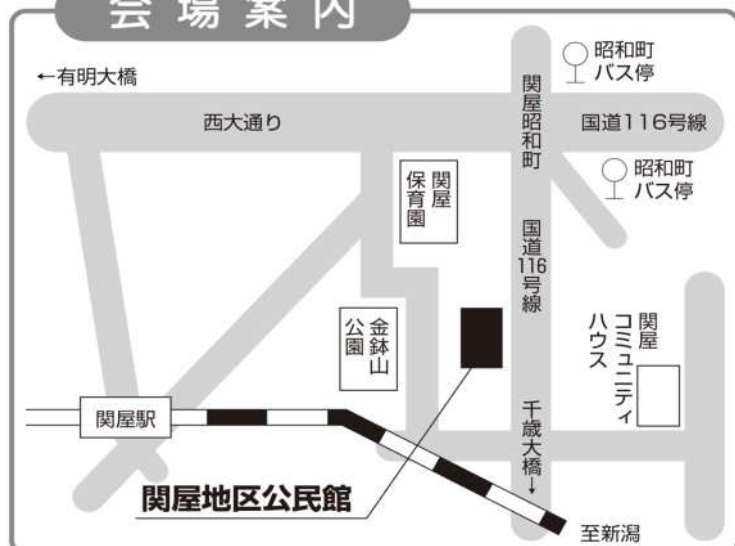 会場案内
←有明大橋
昭和町
バス停
西大通り
関屋昭和町
国道116号線
昭和町
バス停
関屋
保育園
国道116号線
関屋
コミュニティ
ハウス
金鉢山
公園
関屋駅
千歳大橋→
関屋地区公民館
至新潟